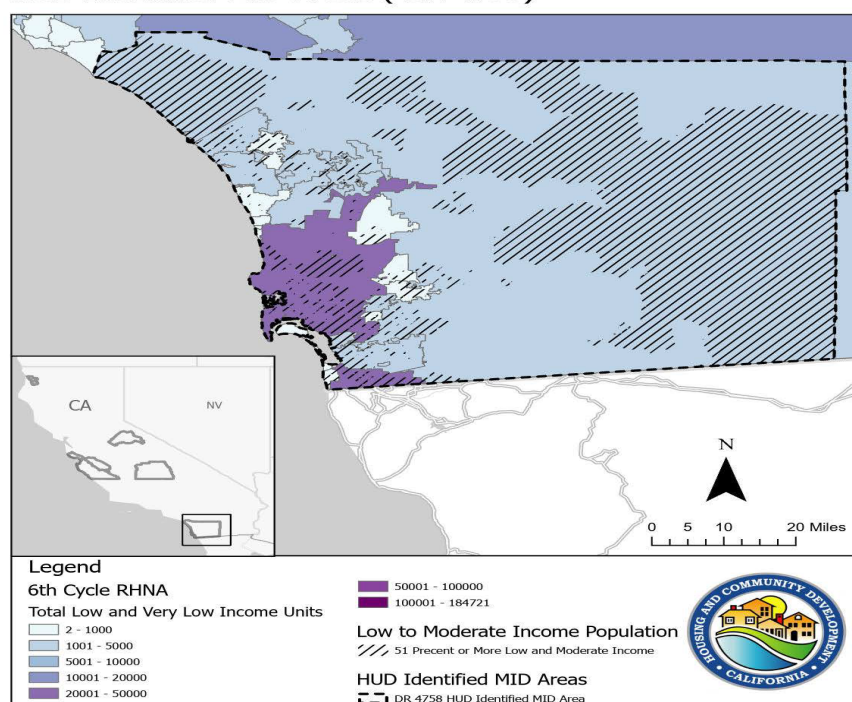 CA
NV
N
0 5 10 20 Miles
Legend
6th Cycle RHNA
Total Low and Very Low Income Units
2 - 1000
1001 - 5000
5001 - 10000
10001 - 20000
20001 - 50000
50001 - 100000
100001 - 184721
Low to Moderate Income Population
51 Precent or More Low and Moderate Income
HUD Identified MID Areas
DR 4758 HUD Identified MID Area
HOUSING AND COMMUNITY DEVELOPMENT
CALIFORNIA